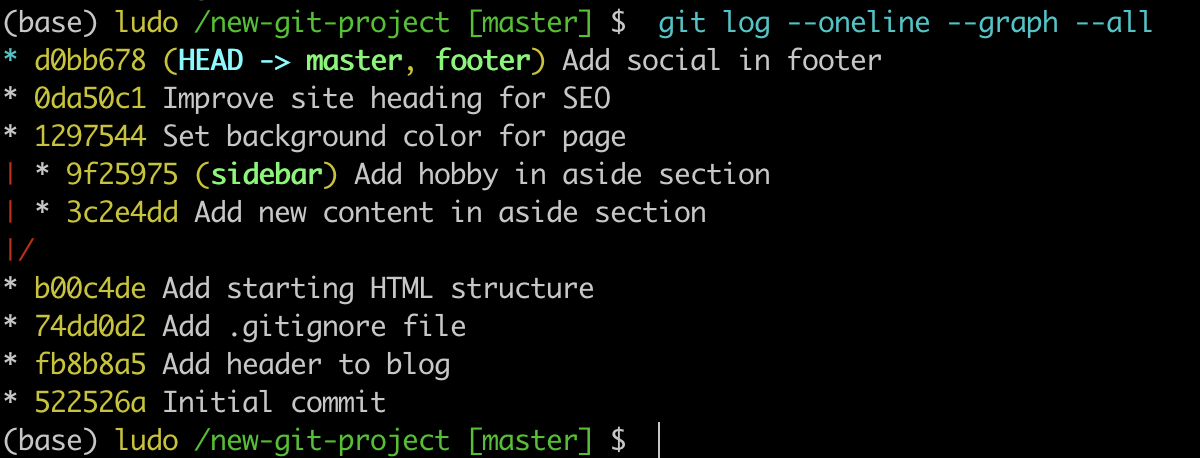 (base) ludo /new-git-project [master] $  git log --oneline --graph --all
* d0bb678 (HEAD -> master, footer) Add social in footer
* 0da50c1 Improve site heading for SEO
* 1297544 Set background color for page
| * 9f25975 (sidebar) Add hobby in aside section
| * 3c2e4dd Add new content in aside section
|/
* b00c4de Add starting HTML structure
* 74dd0d2 Add .gitignore file
* fb8b8a5 Add header to blog
* 522526a Initial commit
(base) ludo /new-git-project [master] $